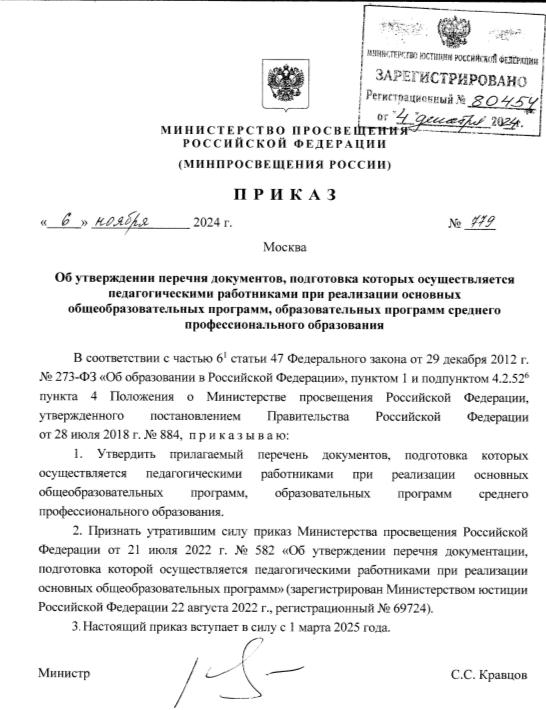 МИНИСТЕРСТВО ЮСТИЦИИ РОССИЙСКОЙ ФЕДЕРАЦИИ
ЗАРЕГИСТРИРОВАНО
Регистрационный № 80454
от "4" декабря 2024г.
МИНИСТЕРСТВО ПРОСВЕЩЕНИЯ
РОССИЙСКОЙ ФЕДЕРАЦИИ
(МИНПРОСВЕЩЕНИЯ РОССИИ)
ПРИКАЗ
« 6 » ноября 2024 г.
№ 779
Москва
Об утверждении перечня документов, подготовка которых осуществляется
педагогическими работниками при реализации основных
общеобразовательных программ, образовательных программ среднего
профессионального образования
В соответствии с частью 6¹ статьи 47 Федерального закона от 29 декабря 2012 г.
№ 273-ФЗ «Об образовании в Российской Федерации», пунктом 1 и подпунктом 4.2.52⁶
пункта 4 Положения о Министерстве просвещения Российской Федерации,
утвержденного постановлением Правительства Российской Федерации
от 28 июля 2018 г. № 884, приказываю:
1. Утвердить прилагаемый перечень документов, подготовка которых
осуществляется педагогическими работниками при реализации основных
общеобразовательных программ, образовательных программ среднего
профессионального образования.
2. Признать утратившим силу приказ Министерства просвещения Российской
Федерации от 21 июля 2022 г. № 582 «Об утверждении перечня документации,
подготовка которой осуществляется педагогическими работниками при реализации
основных общеобразовательных программ» (зарегистрирован Министерством юстиции
Российской Федерации 22 августа 2022 г., регистрационный № 69724).
3. Настоящий приказ вступает в силу с 1 марта 2025 года.
Министр
С.С. Кравцов